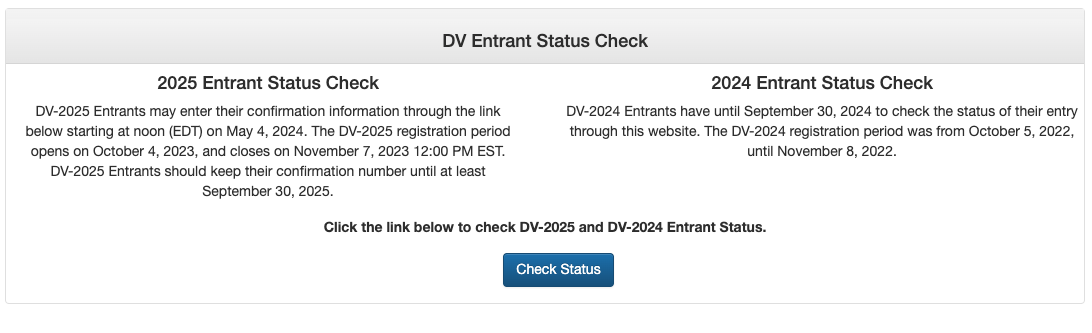 DV Entrant Status Check
2025 Entrant Status Check
DV-2025 Entrants may enter their confirmation information through the link
below starting at noon (EDT) on May 4, 2024. The DV-2025 registration period
opens on October 4, 2023, and closes on November 7, 2023 12:00 PM EST.
DV-2025 Entrants should keep their confirmation number until at least
September 30, 2025.
2024 Entrant Status Check
DV-2024 Entrants have until September 30, 2024 to check the status of their entry
through this website. The DV-2024 registration period was from October 5, 2022,
until November 8, 2022.
Click the link below to check DV-2025 and DV-2024 Entrant Status.
Check Status